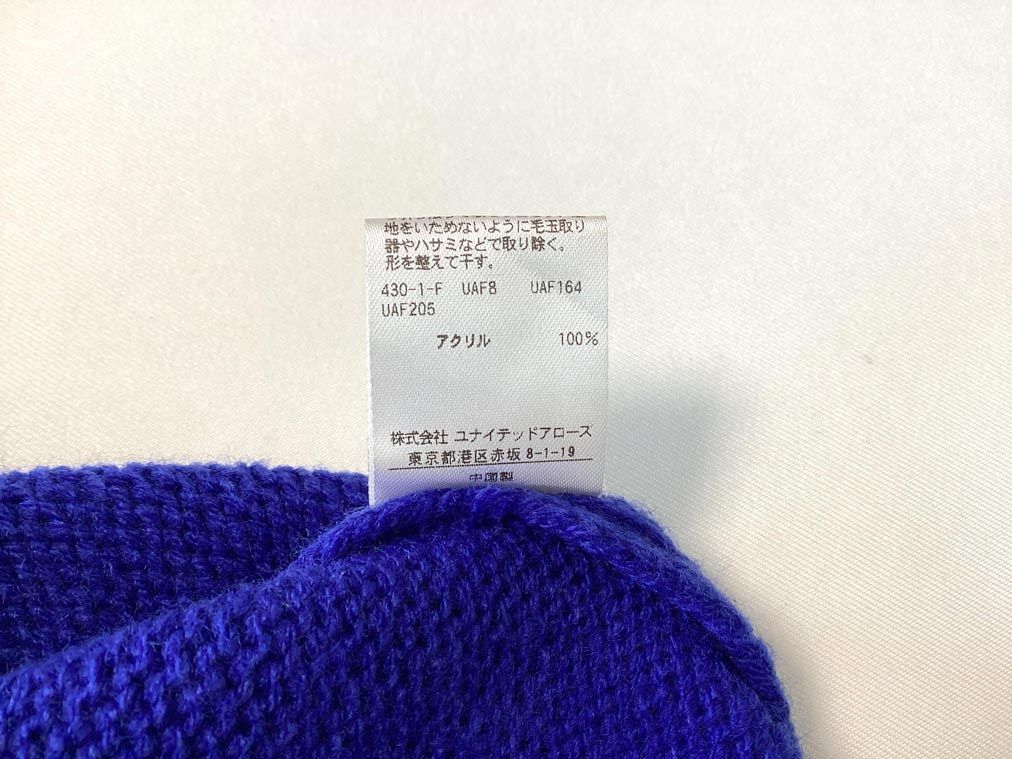 地をいためないように毛玉取り
器やハサミなどで取り除く。
形を整えて干す。
430-1-F UAF8 UAF164
UAF205
アクリル 100%
株式会社 ユナイテッドアローズ
東京都港区赤坂 8-1-19
中国製